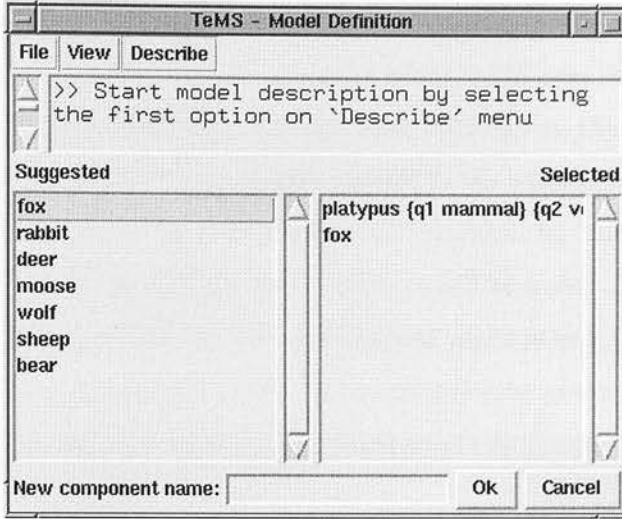 TeMS - Model Definition
File View Describe
>> Start model description by selecting
the first option on `Describe´ menu
Suggested Selected
fox
rabbit
deer
moose
wolf
sheep
bear
platypus {q1 mammal} {q2 v
fox
New component name: Ok Cancel